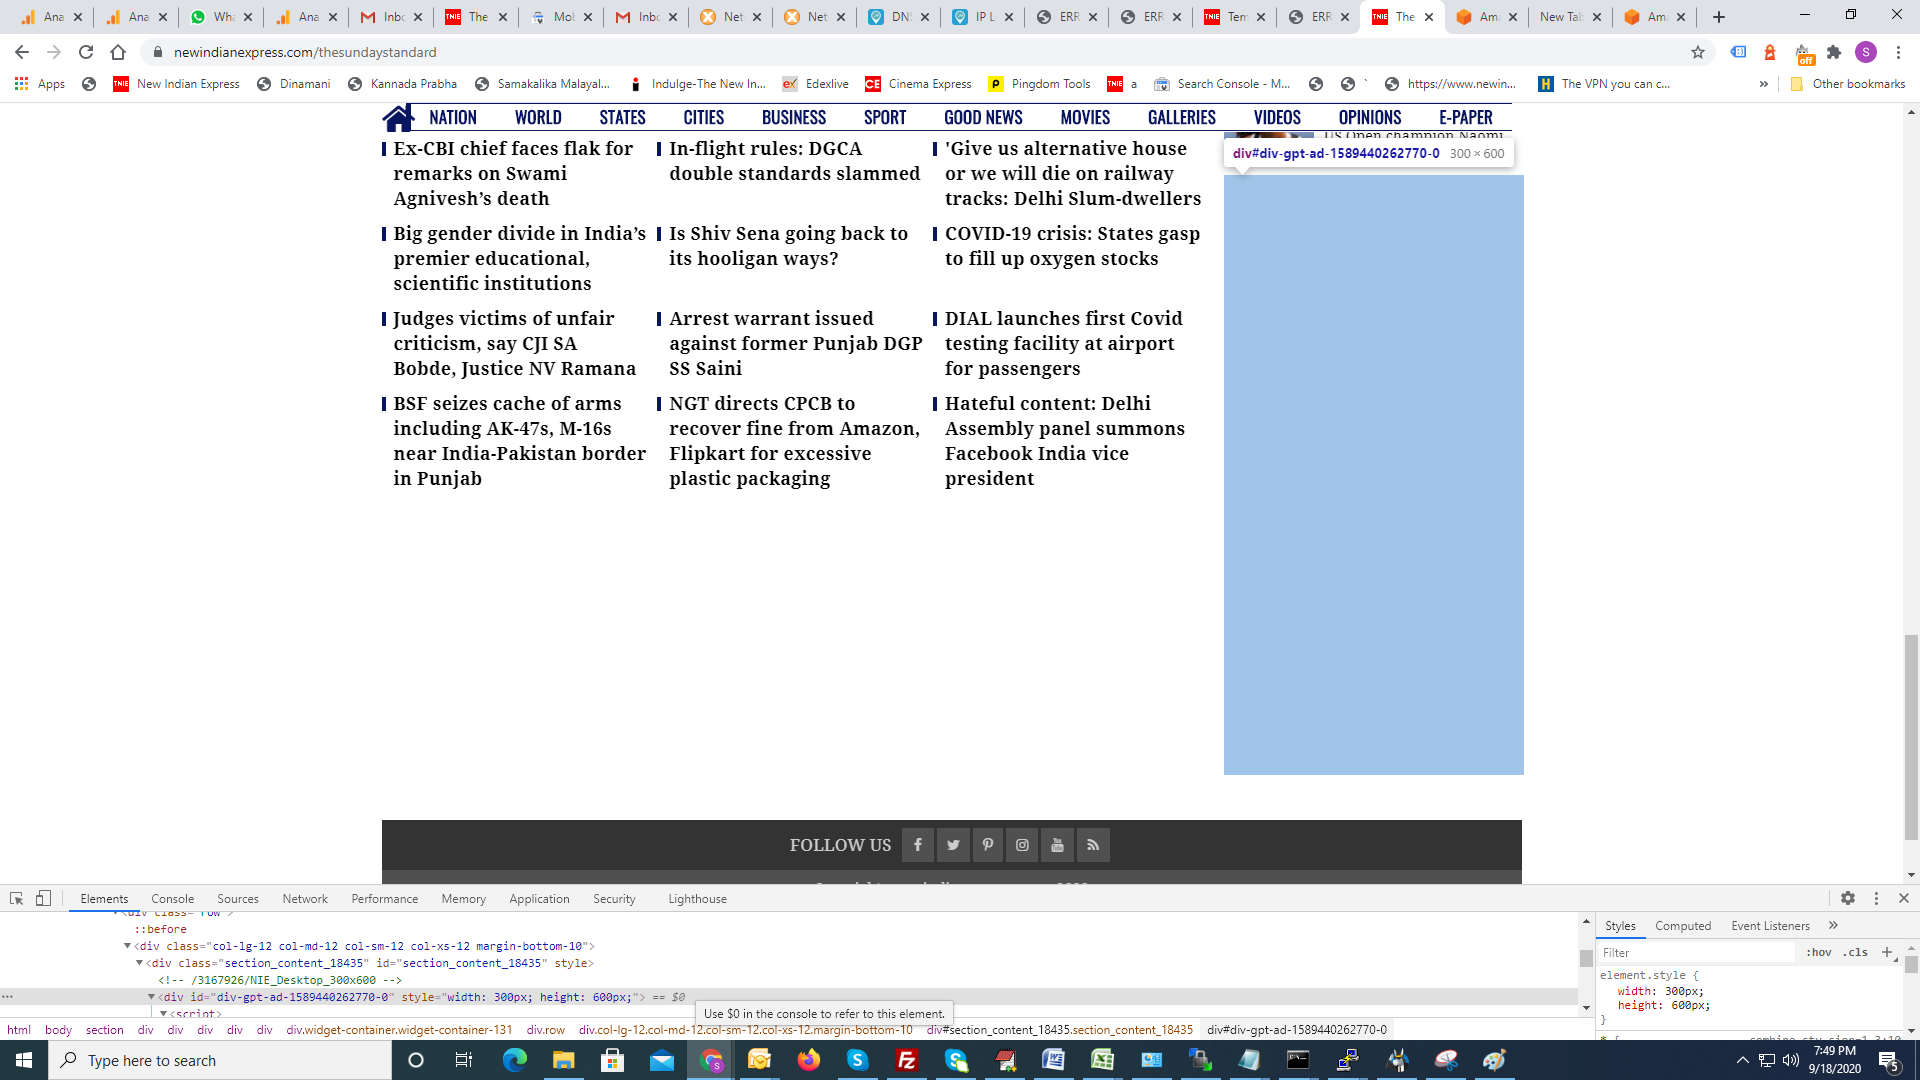 Ana
Ana
Wha
Ana
Inbo
The
Mob
Inbo
Net
Net
DNS
IP L
ERR
ERR
Tem
ERR
The
Ama
New Tab
Ama
newindianexpress.com/thesundaystandard
S
off
Apps
New Indian Express
Dinamani
Kannada Prabha
Samakalika Malayal...
Indulge-The New In...
Edexlive
Cinema Express
Pingdom Tools
a
Search Console - M...
https://www.newin...
The VPN you can c...
»
Other bookmarks
NATION WORLD STATES CITIES BUSINESS SPORT GOOD NEWS MOVIES GALLERIES VIDEOS OPINIONS E-PAPER
US Open champion Naomi
div#div-gpt-ad-1589440262770-0 300 × 600
Ex-CBI chief faces flak for
remarks on Swami
Agnivesh’s death
In-flight rules: DGCA
double standards slammed
'Give us alternative house
or we will die on railway
tracks: Delhi Slum-dwellers
Big gender divide in India’s
premier educational,
scientific institutions
Is Shiv Sena going back to
its hooligan ways?
COVID-19 crisis: States gasp
to fill up oxygen stocks
Judges victims of unfair
criticism, say CJI SA
Bobde, Justice NV Ramana
Arrest warrant issued
against former Punjab DGP
SS Saini
DIAL launches first Covid
testing facility at airport
for passengers
BSF seizes cache of arms
including AK-47s, M-16s
near India-Pakistan border
in Punjab
NGT directs CPCB to
recover fine from Amazon,
Flipkart for excessive
plastic packaging
Hateful content: Delhi
Assembly panel summons
Facebook India vice
president
FOLLOW US
Elements Console Sources Network Performance Memory Application Security Lighthouse
<div class="row">
::before
<div class="col-lg-12 col-md-12 col-sm-12 col-xs-12 margin-bottom-10">
<div class="section_content_18435" id="section_content_18435" style>
<!-- /3167926/NIE_Desktop_300x600 -->
<div id="div-gpt-ad-1589440262770-0" style="width: 300px; height: 600px;"> == $0
<script>
Use $0 in the console to refer to this element.
html body section div div div div div div.widget-container.widget-container-131 div.row div.col-lg-12.col-md-12.col-sm-12.col-xs-12.margin-bottom-10 div#section_content_18435.section_content_18435 div#div-gpt-ad-1589440262770-0
Styles Computed Event Listeners »
Filter :hov .cls +
element.style {
width: 300px;
height: 600px;
}
Type here to search
7:49 PM
9/18/2020
5